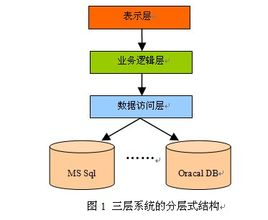 表示层
业务逻辑层
数据访问层
……
MS Sql
Oracal DB
图 1 三层系统的分层式结构